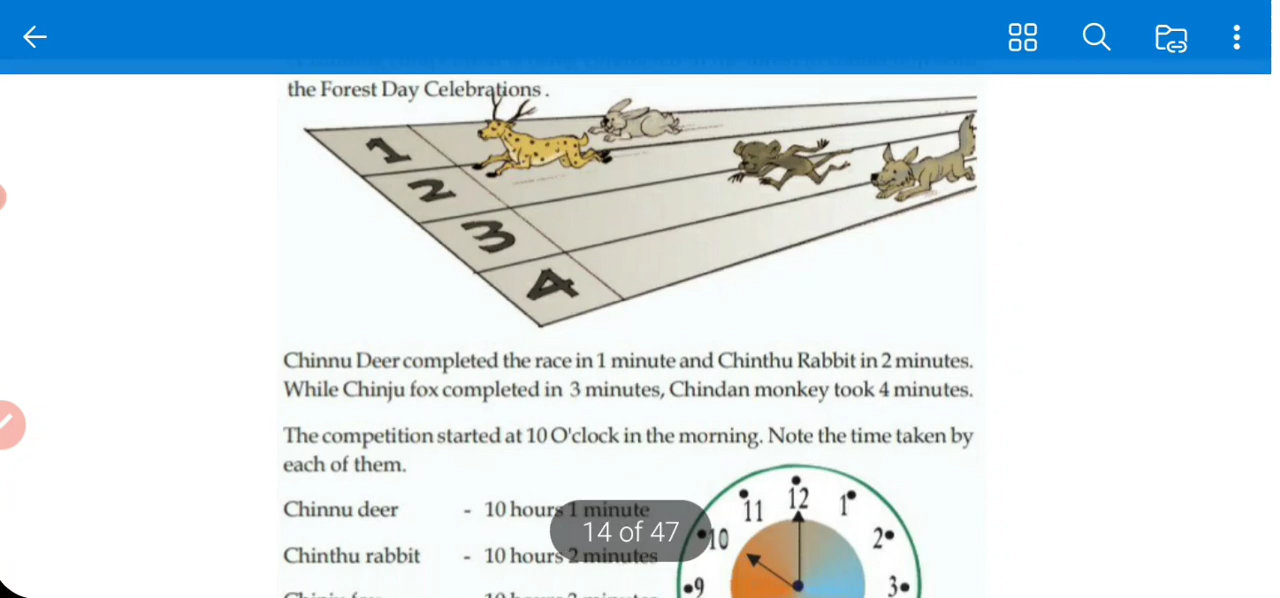 the Forest Day Celebrations .
1
2
3
4
Chinnu Deer completed the race in 1 minute and Chinthu Rabbit in 2 minutes.
While Chinju fox completed in 3 minutes, Chindan monkey took 4 minutes.
The competition started at 10 O'clock in the morning. Note the time taken by
each of them.
Chinnu deer - 10 hours 1 minute
14 of 47
Chinthu rabbit - 10 hours 2 minutes
11 12 1
10 2
9 3